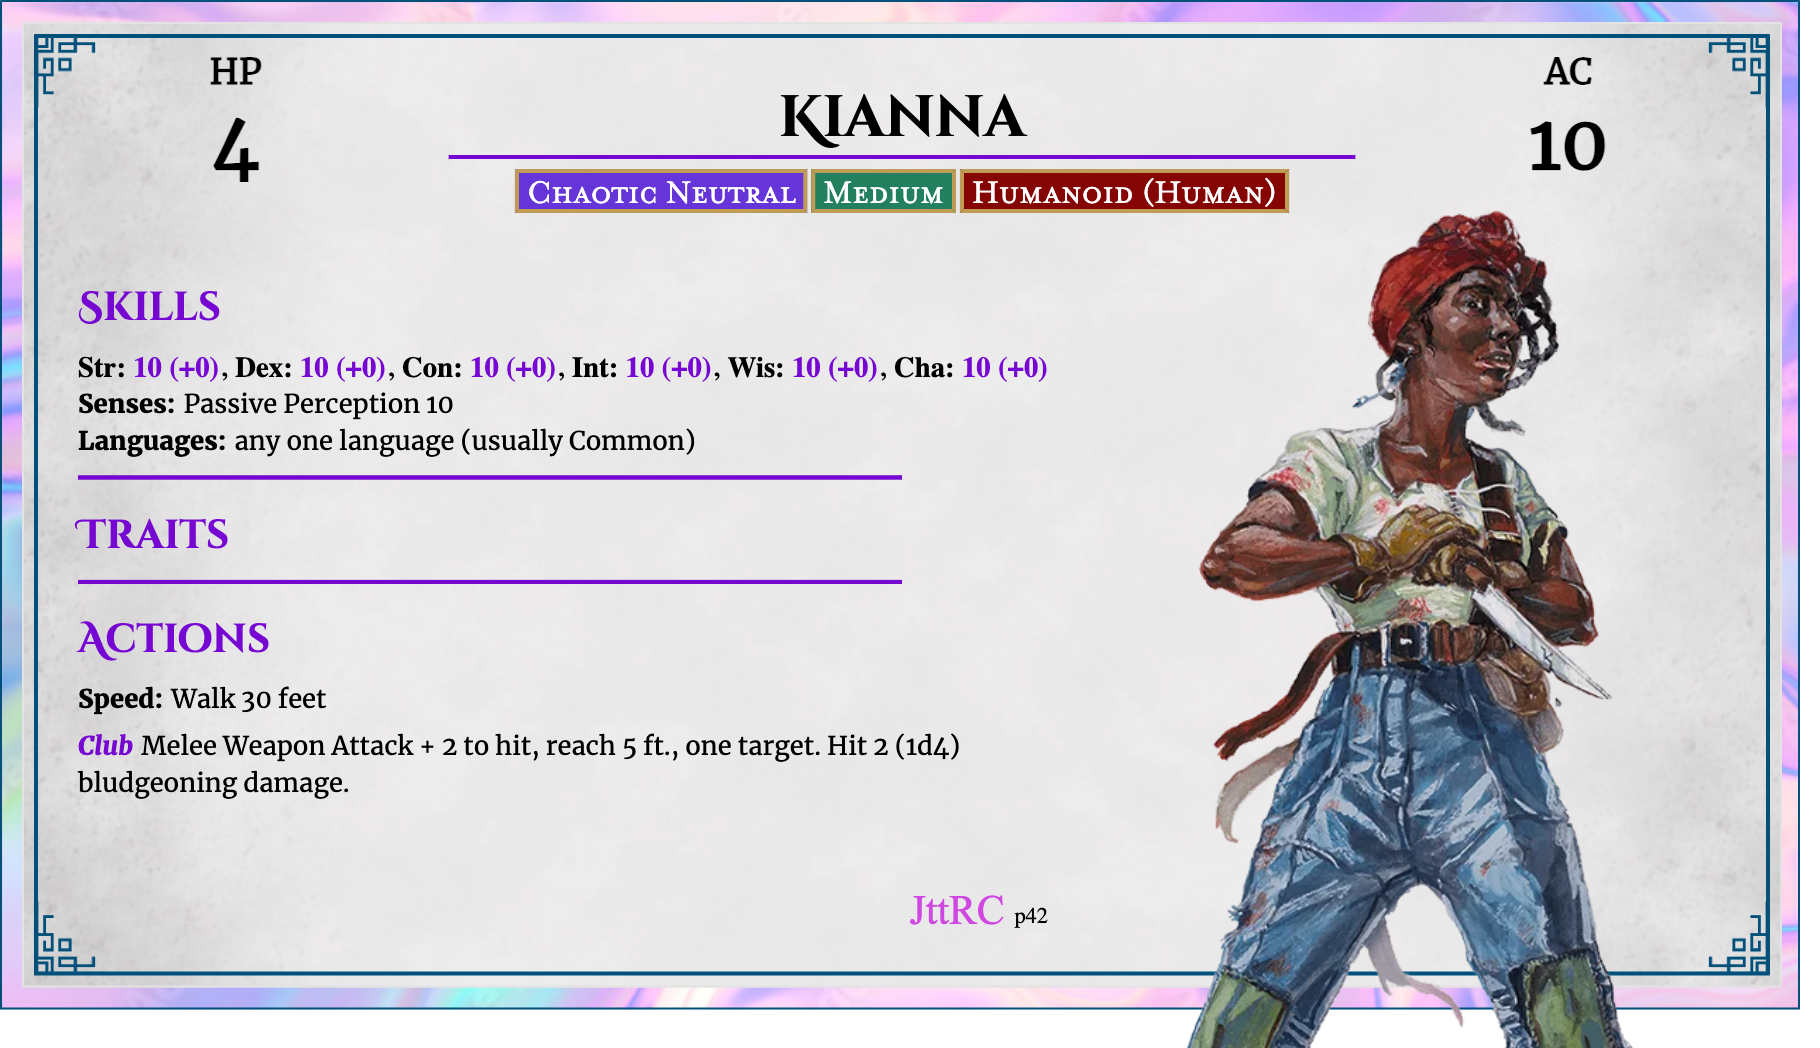 HP
4
AC
10
Kianna
Chaotic Neutral Medium Humanoid (Human)
Skills
Str: 10 (+0), Dex: 10 (+0), Con: 10 (+0), Int: 10 (+0), Wis: 10 (+0), Cha: 10 (+0)
Senses: Passive Perception 10
Languages: any one language (usually Common)
Traits
Actions
Speed: Walk 30 feet
Club Melee Weapon Attack + 2 to hit, reach 5 ft., one target. Hit 2 (1d4)
bludgeoning damage.
JttRC p42